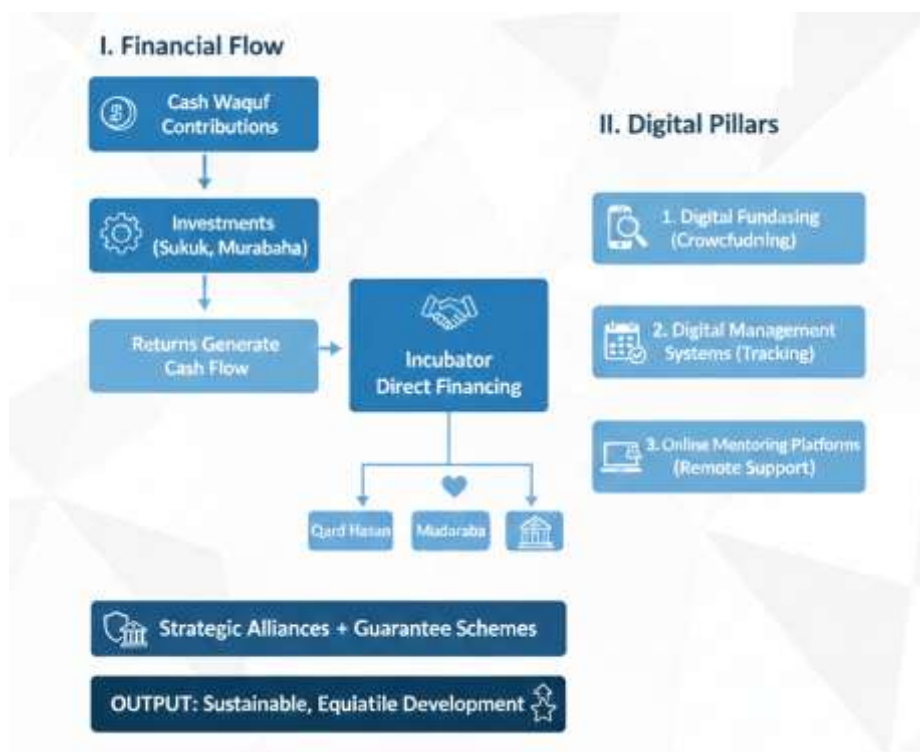 I. Financial Flow
Cash Waquf
Contributions
Investments
(Sukuk, Murabaha)
Returns Generate
Cash Flow
Incubator
Direct Financing
Qard Hasan
Mudaraba
Strategic Alliances + Guarantee Schemes
OUTPUT: Sustainable, Equiatile Development
II. Digital Pillars
1. Digital Fundasing
(Crowcfudning)
2. Digital Management
Systems (Tracking)
3. Online Mentoring Platforms
(Remote Support)